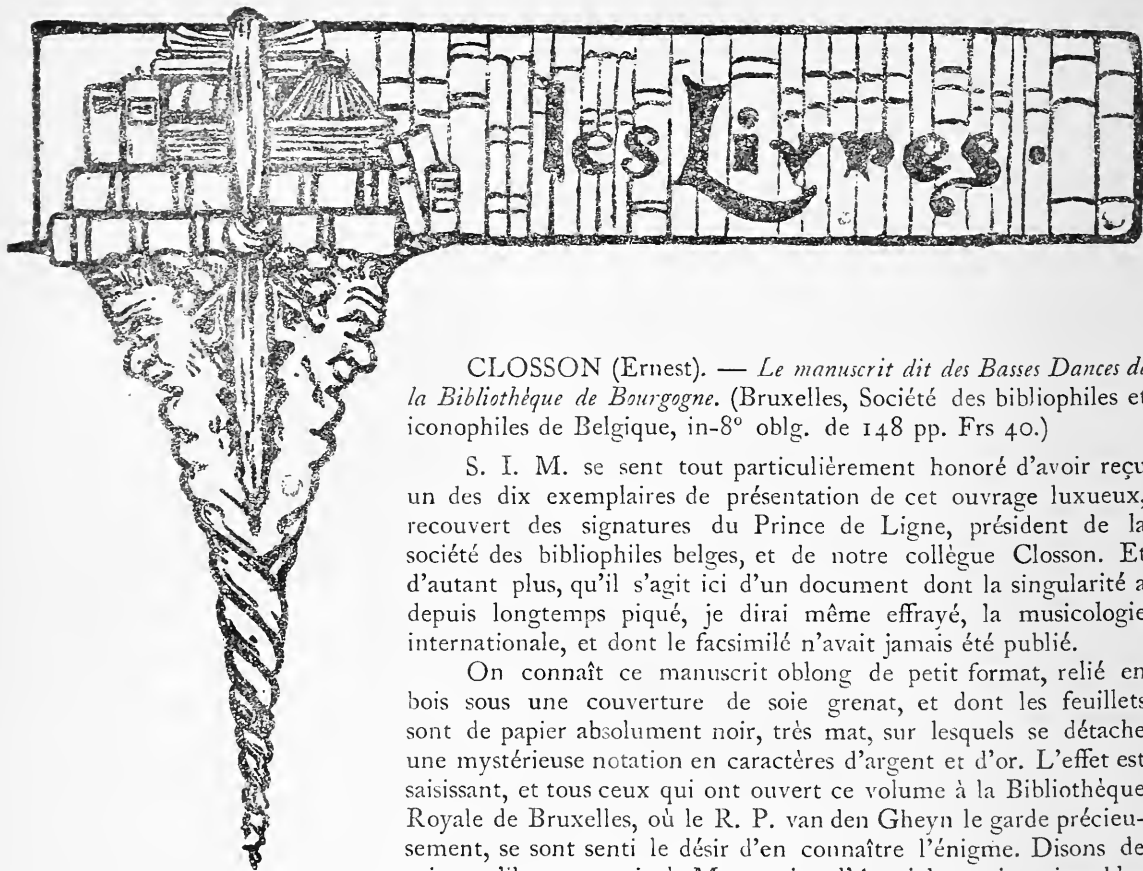 les Livres.
CLOSSON (Ernest). — Le manuscrit dit des Basses Dances de
la Bibliothèque de Bourgogne. (Bruxelles, Société des bibliophiles et
iconophiles de Belgique, in-8° oblg. de 148 pp. Frs 40.)
S. I. M. se sent tout particulièrement honoré d'avoir reçu
un des dix exemplaires de présentation de cet ouvrage luxueux,
recouvert des signatures du Prince de Ligne, président de la
société des bibliophiles belges, et de notre collègue Closson. Et
d'autant plus, qu'il s'agit ici d'un document dont la singularité a
depuis longtemps piqué, je dirai même effrayé, la musicologie
internationale, et dont le facsimilé n'avait jamais été publié.
On connaît ce manuscrit oblong de petit format, relié en
bois sous une couverture de soie grenat, et dont les feuillets
sont de papier absolument noir, très mat, sur lesquels se détache
une mystérieuse notation en caractères d'argent et d'or. L'effet est
saisissant, et tous ceux qui ont ouvert ce volume à la Bibliothèque
Royale de Bruxelles, où le R. P. van den Gheyn le garde précieu-
sement, se sont senti le désir d'en connaître l'énigme. Disons de